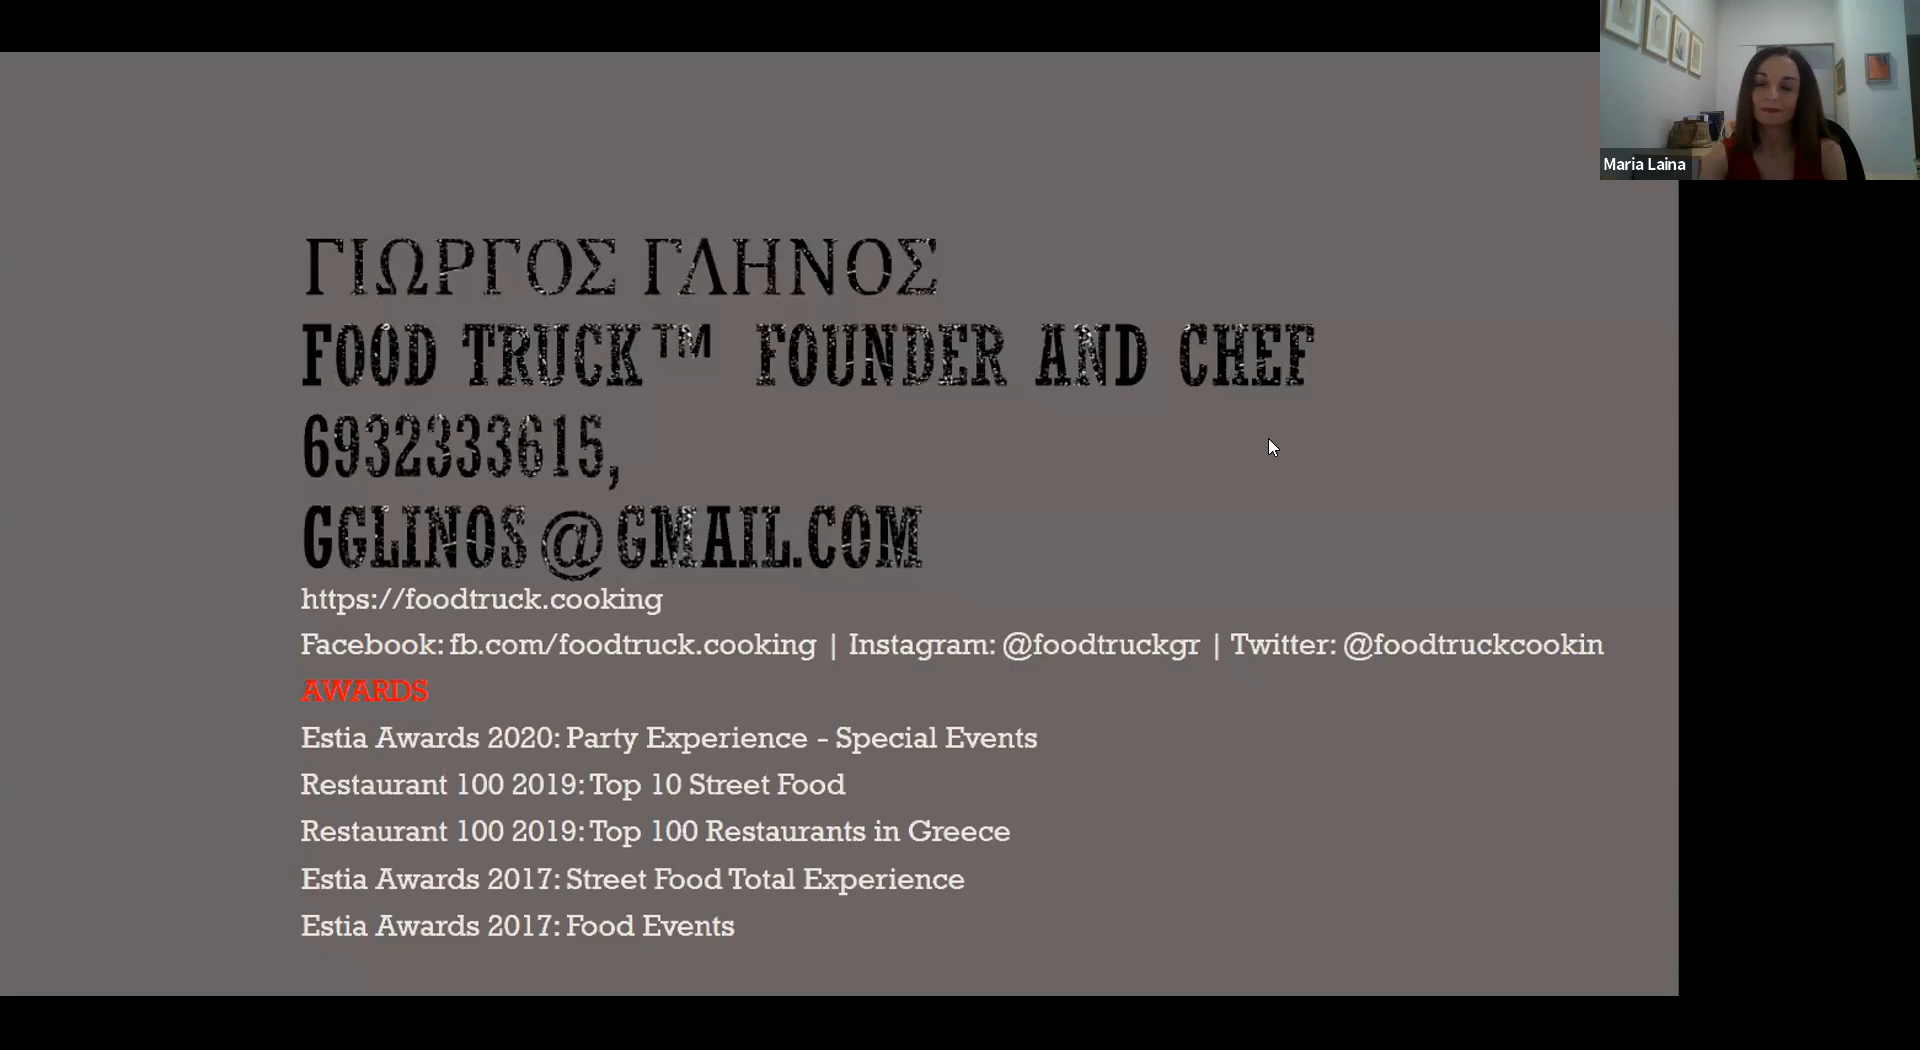 ΓΙΩΡΓΟΣ ΓΛΗΝΟΣ
FOOD TRUCK™ FOUNDER AND CHEF
6932333615,
GGLINOS@GMAIL.COM
https://foodtruck.cooking
Facebook: fb.com/foodtruck.cooking | Instagram: @foodtruckgr | Twitter: @foodtruckcookin
AWARDS
Estia Awards 2020: Party Experience - Special Events
Restaurant 100 2019: Top 10 Street Food
Restaurant 100 2019: Top 100 Restaurants in Greece
Estia Awards 2017: Street Food Total Experience
Estia Awards 2017: Food Events
Maria Laina